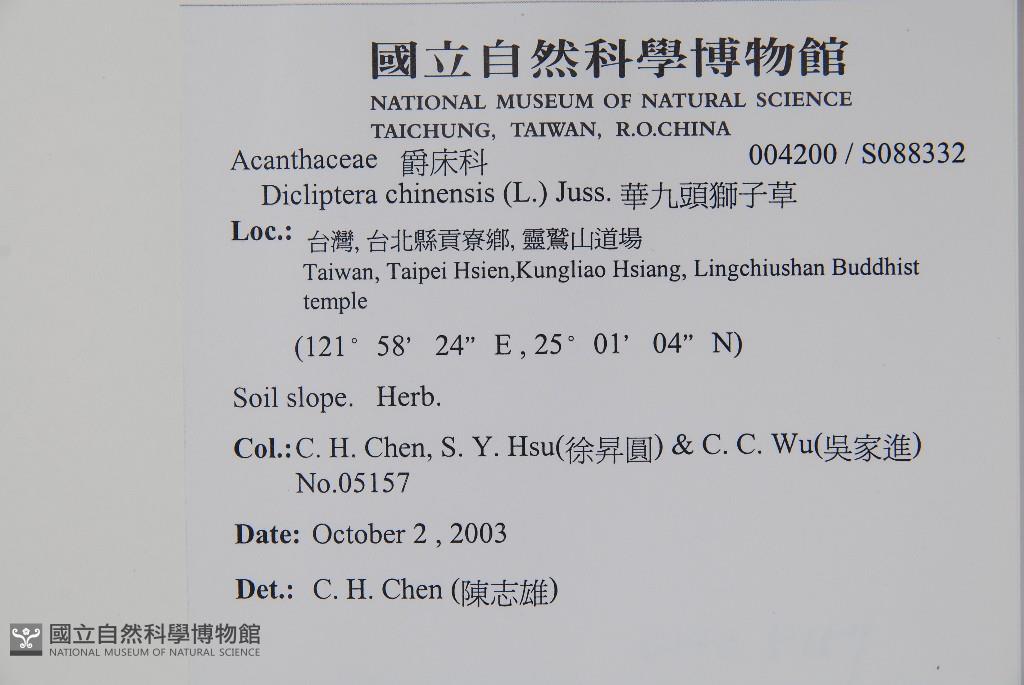 國立自然科學博物館
NATIONAL MUSEUM OF NATURAL SCIENCE
TAICHUNG, TAIWAN, R.O.CHINA
Acanthaceae 爵床科 004200 / S088332
Dicliptera chinensis (L.) Juss. 華九頭獅子草
Loc.: 台灣, 台北縣貢寮鄉, 靈鷲山道場
Taiwan, Taipei Hsien,Kungliao Hsiang, Lingchiushan Buddhist
temple
(121° 58’ 24” E , 25° 01’ 04” N)
Soil slope. Herb.
Col.: C. H. Chen, S. Y. Hsu(徐昇圓) & C. C. Wu(吳家進)
No.05157
Date: October 2 , 2003
Det.: C. H. Chen (陳志雄)
國立自然科學博物館
NATIONAL MUSEUM OF NATURAL SCIENCE